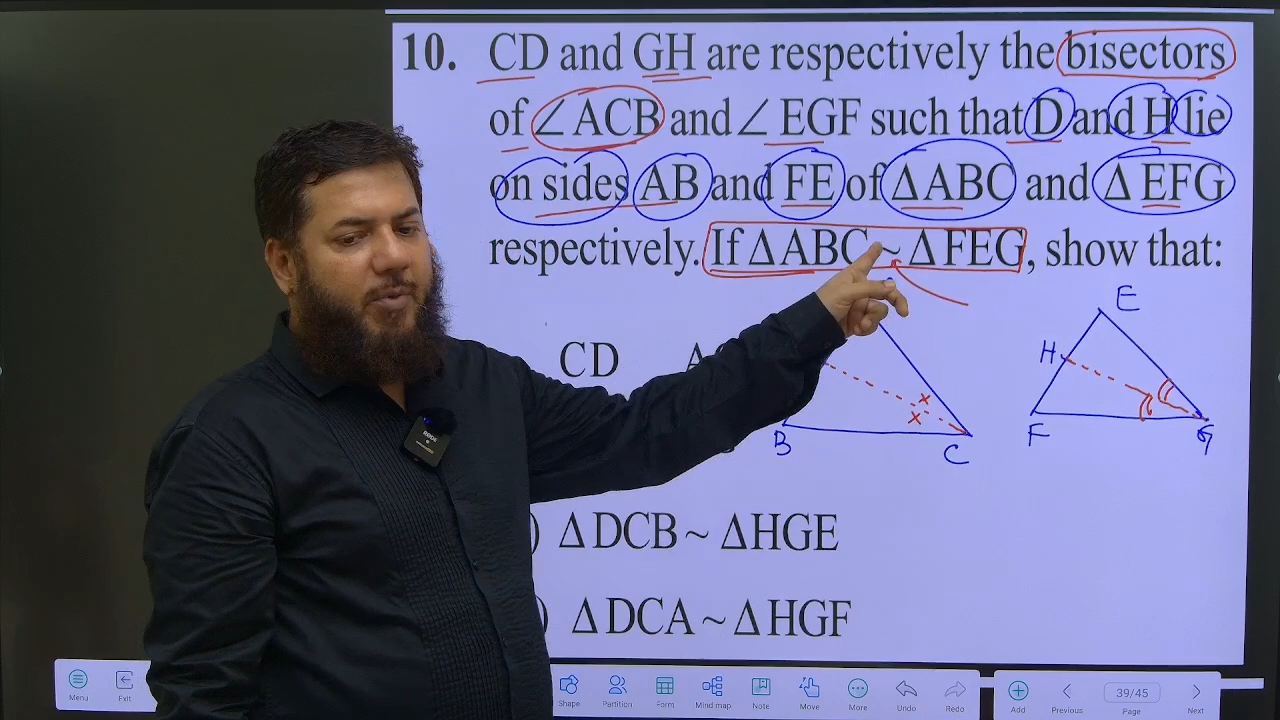 10. CD and GH are respectively the bisectors
of ∠ACB and ∠ EGF such that D and H lie
on sides AB and FE of ΔABC and Δ EFG
respectively. If ΔABC ~ ΔFEG, show that:
E
H
CD
B
C
F
G
) ΔDCB ~ ΔHGE
) ΔDCA ~ ΔHGF
RODE
Menu
Exit
Shape
Partition
Form
Mind map
Note
Move
More
Undo
Redo
Add
Previous
39/45
Page
Next